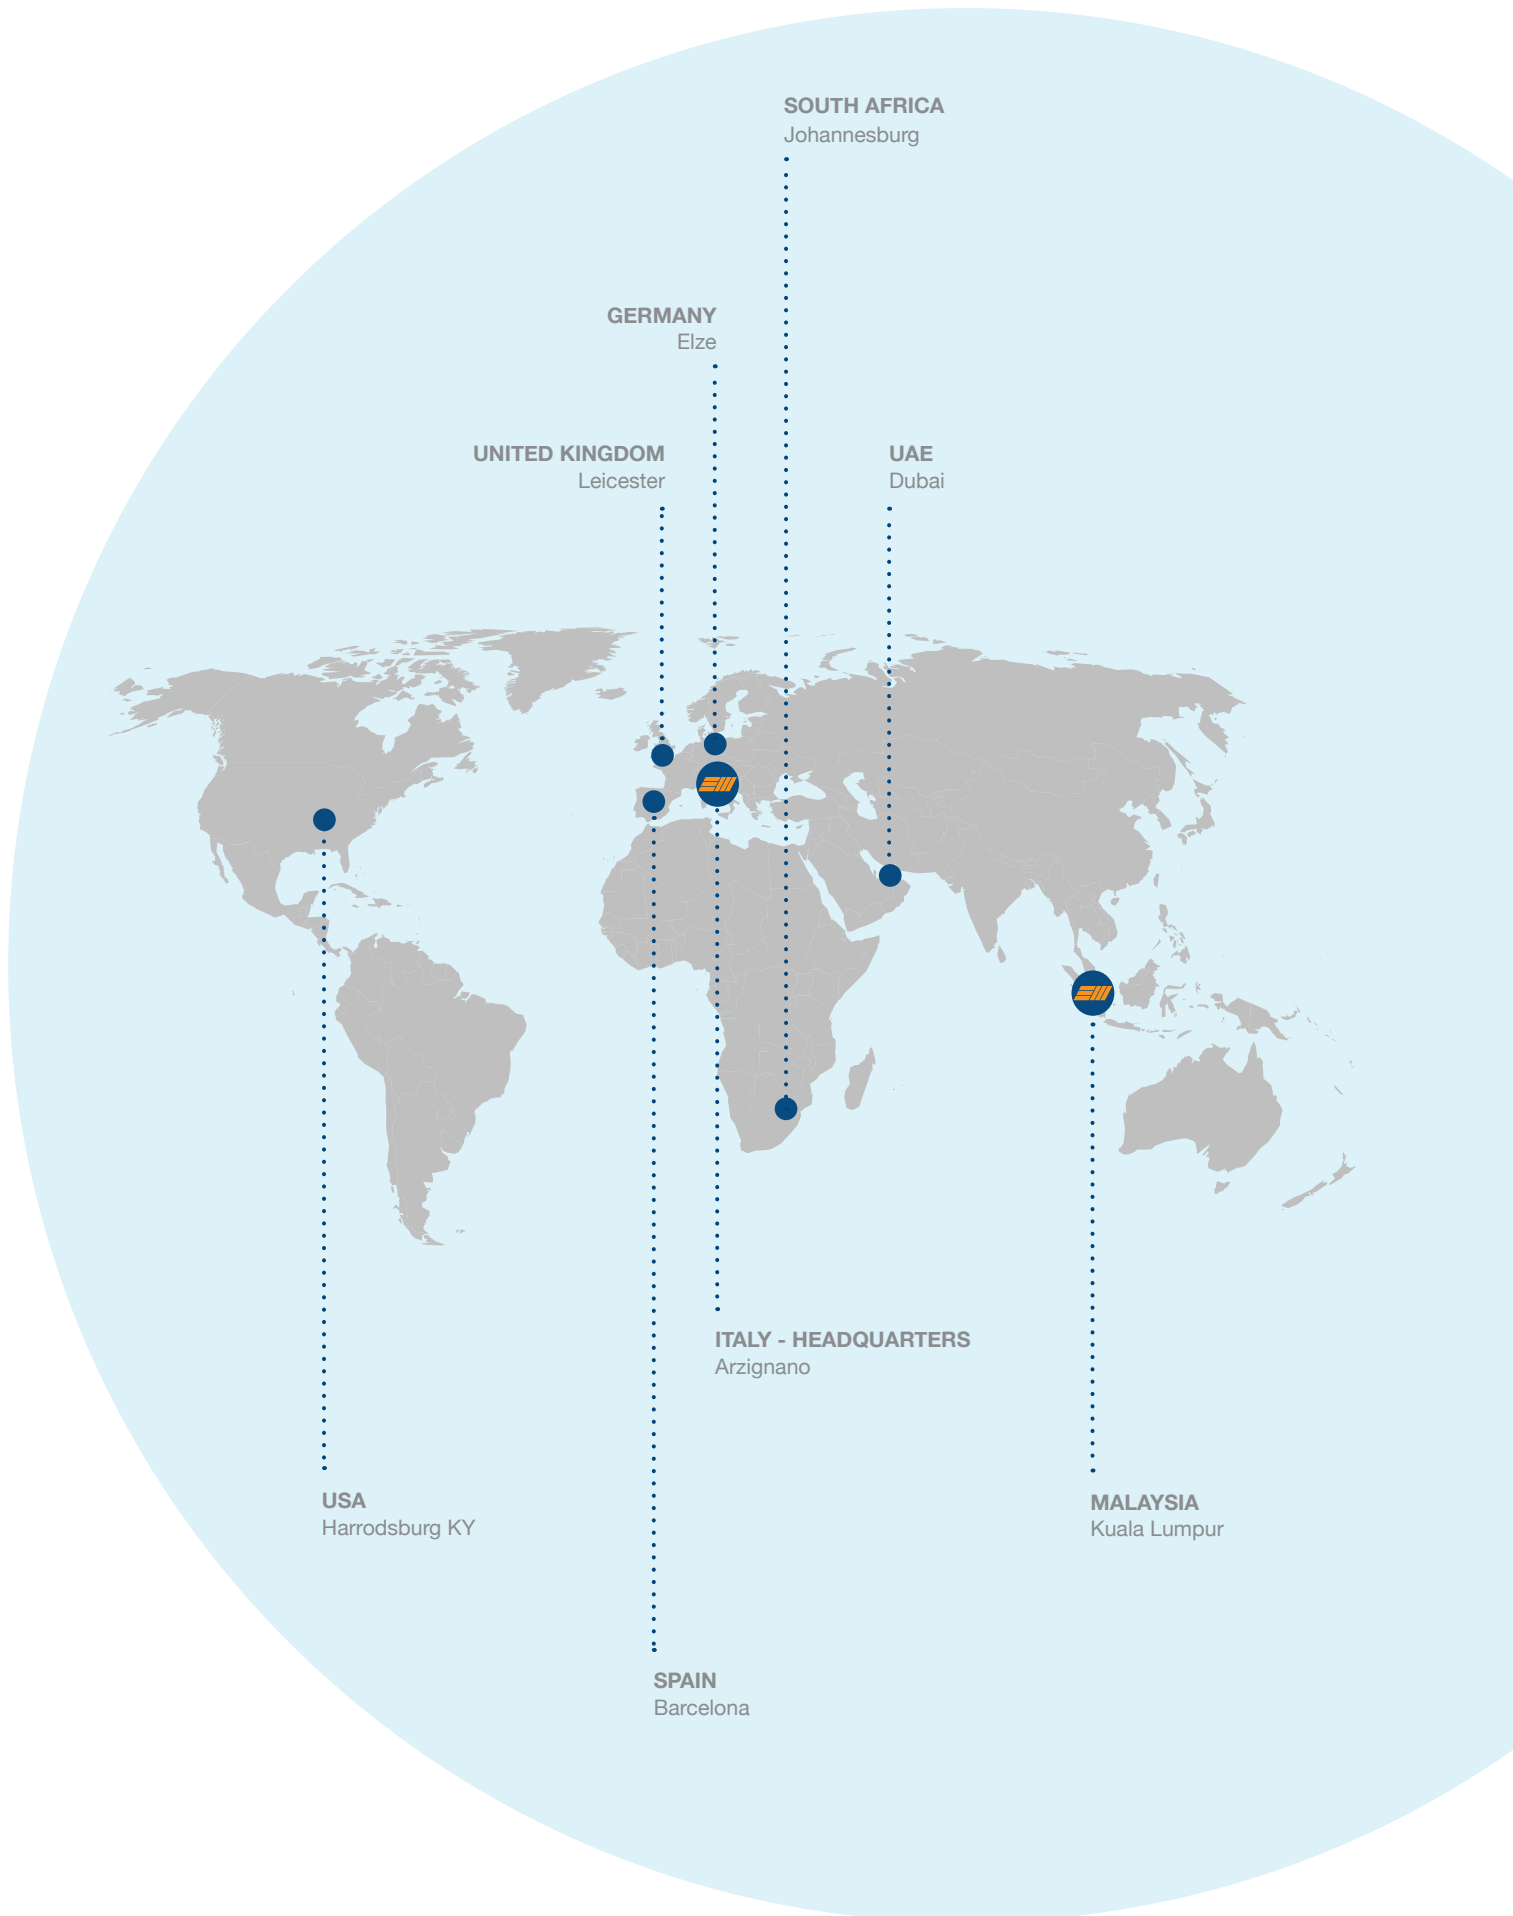 SOUTH AFRICA
Johannesburg
GERMANY
Elze
UNITED KINGDOM
Leicester
UAE
Dubai
ITALY - HEADQUARTERS
Arzignano
USA
Harrodsburg KY
MALAYSIA
Kuala Lumpur
SPAIN
Barcelona